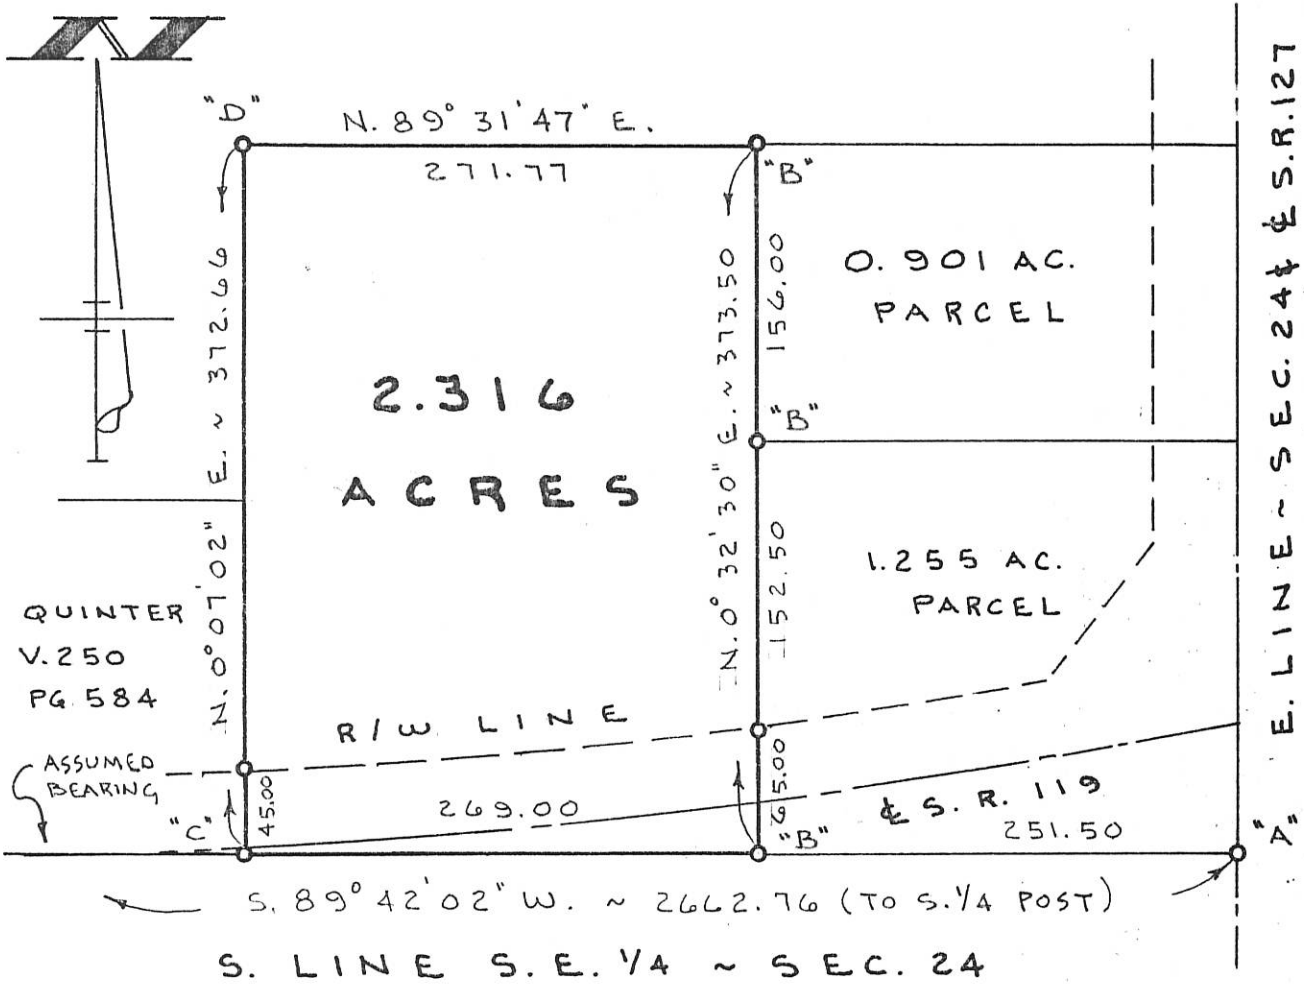 N
"D"
N. 89° 31' 47" E.
271.77
"B"
N. 0° 07' 02" E. ~ 372.66
N. 0° 32' 30" E. ~ 373.50
156.00
0.901 AC.
PARCEL
2.316
ACRES
"B"
152.50
1.255 AC.
PARCEL
E. LINE ~ SEC. 24 & ℄ S.R. 127
QUINTER
V. 250
PG. 584
R/W LINE
ASSUMED
BEARING
"C"
45.00
269.00
65.00
"B"
℄ S. R. 119
251.50
"A"
S. 89° 42' 02" W. ~ 2662.76 (TO S. 1/4 POST)
S. LINE S.E. 1/4 ~ SEC. 24